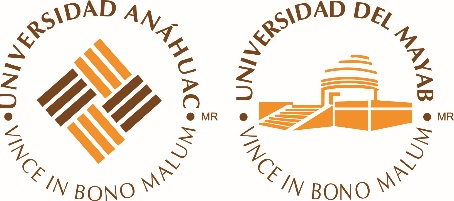 UNIVERSIDAD ANÁHUAC
VINCE IN BONO MALUM
MR
UNIVERSIDAD DEL MAYAB
VINCE IN BONO MALUM
MR